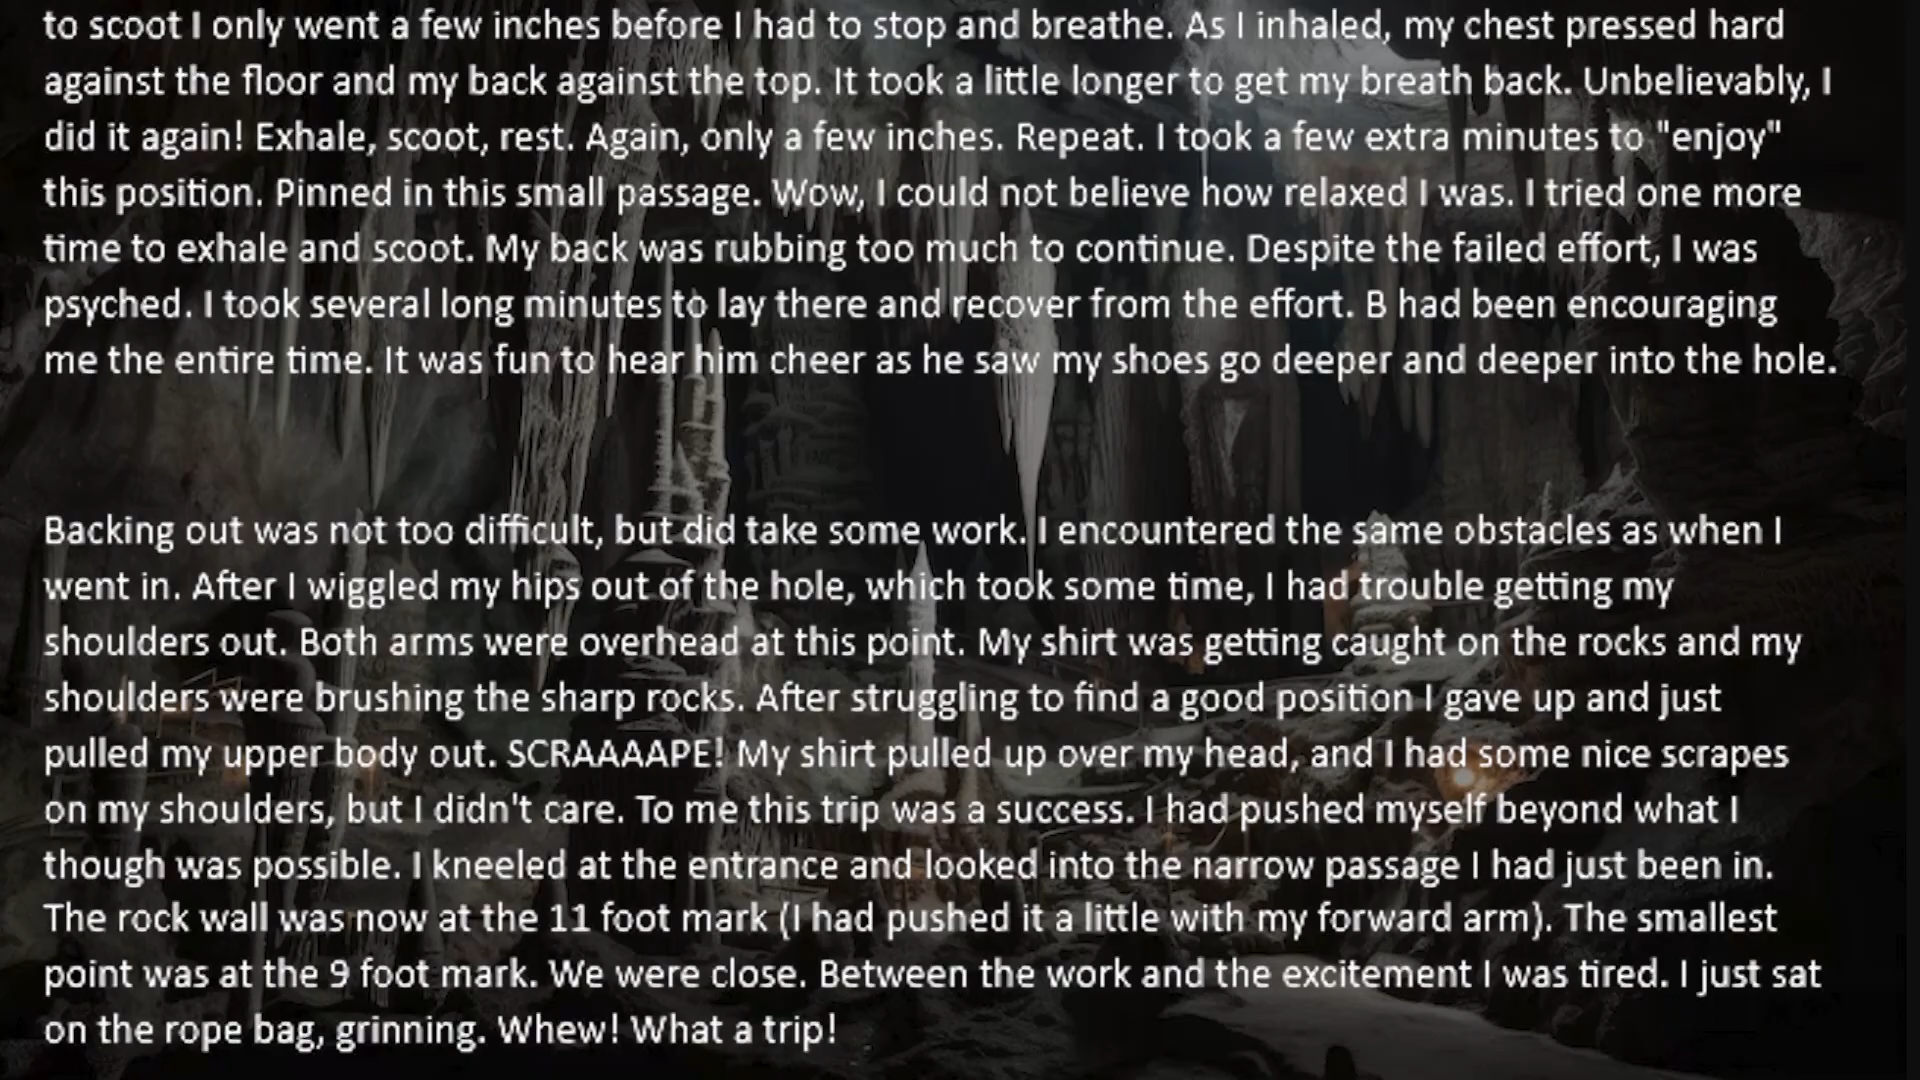 to scoot I only went a few inches before I had to stop and breathe. As I inhaled, my chest pressed hard
against the floor and my back against the top. It took a little longer to get my breath back. Unbelievably, I
did it again! Exhale, scoot, rest. Again, only a few inches. Repeat. I took a few extra minutes to "enjoy"
this position. Pinned in this small passage. Wow, I could not believe how relaxed I was. I tried one more
time to exhale and scoot. My back was rubbing too much to continue. Despite the failed effort, I was
psyched. I took several long minutes to lay there and recover from the effort. B had been encouraging
me the entire time. It was fun to hear him cheer as he saw my shoes go deeper and deeper into the hole.
Backing out was not too difficult, but did take some work. I encountered the same obstacles as when I
went in. After I wiggled my hips out of the hole, which took some time, I had trouble getting my
shoulders out. Both arms were overhead at this point. My shirt was getting caught on the rocks and my
shoulders were brushing the sharp rocks. After struggling to find a good position I gave up and just
pulled my upper body out. SCRAAAAPE! My shirt pulled up over my head, and I had some nice scrapes
on my shoulders, but I didn't care. To me this trip was a success. I had pushed myself beyond what I
though was possible. I kneeled at the entrance and looked into the narrow passage I had just been in.
The rock wall was now at the 11 foot mark (I had pushed it a little with my forward arm). The smallest
point was at the 9 foot mark. We were close. Between the work and the excitement I was tired. I just sat
on the rope bag, grinning. Whew! What a trip!